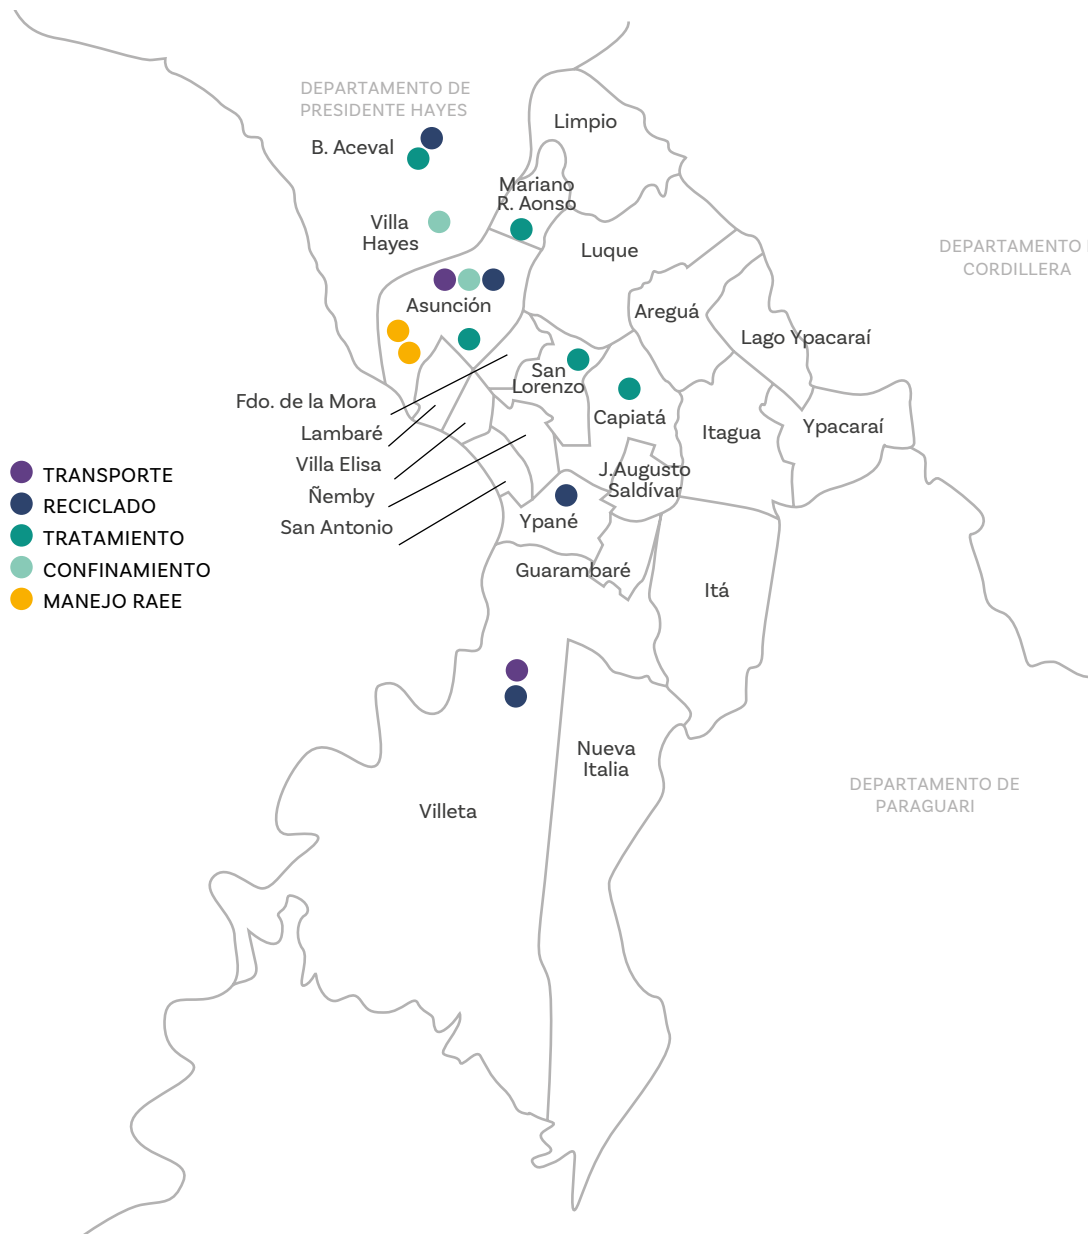 DEPARTAMENTO DE
PRESIDENTE HAYES
Limpio
B. Aceval
Mariano
R. Aonso
Villa
Hayes
Luque
DEPARTAMENTO
CORDILLERA
Asunción
Areguá
Lago Ypacaraí
San
Lorenzo
Fdo. de la Mora
Capiatá
Lambaré
Itagua
Ypacaraí
Villa Elisa
J.Augusto
Saldívar
Ñemby
San Antonio
Ypané
TRANSPORTE
RECICLADO
TRATAMIENTO
CONFINAMIENTO
MANEJO RAEE
Guarambaré
Itá
Nueva
Italia
Villeta
DEPARTAMENTO DE
PARAGUARI